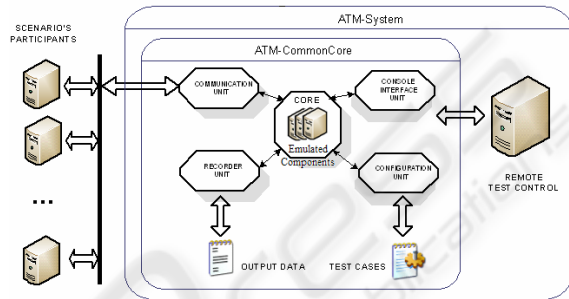 SCENARIO'S
PARTICIPANTS
ATM-System
ATM-CommonCore
COMMUNICATION
UNIT
CONSOLE
INTERFACE
UNIT
CORE
Emulated
Components
RECORDER
UNIT
CONFIGURATION
UNIT
REMOTE
TEST CONTROL
...
OUTPUT DATA
TEST CASES